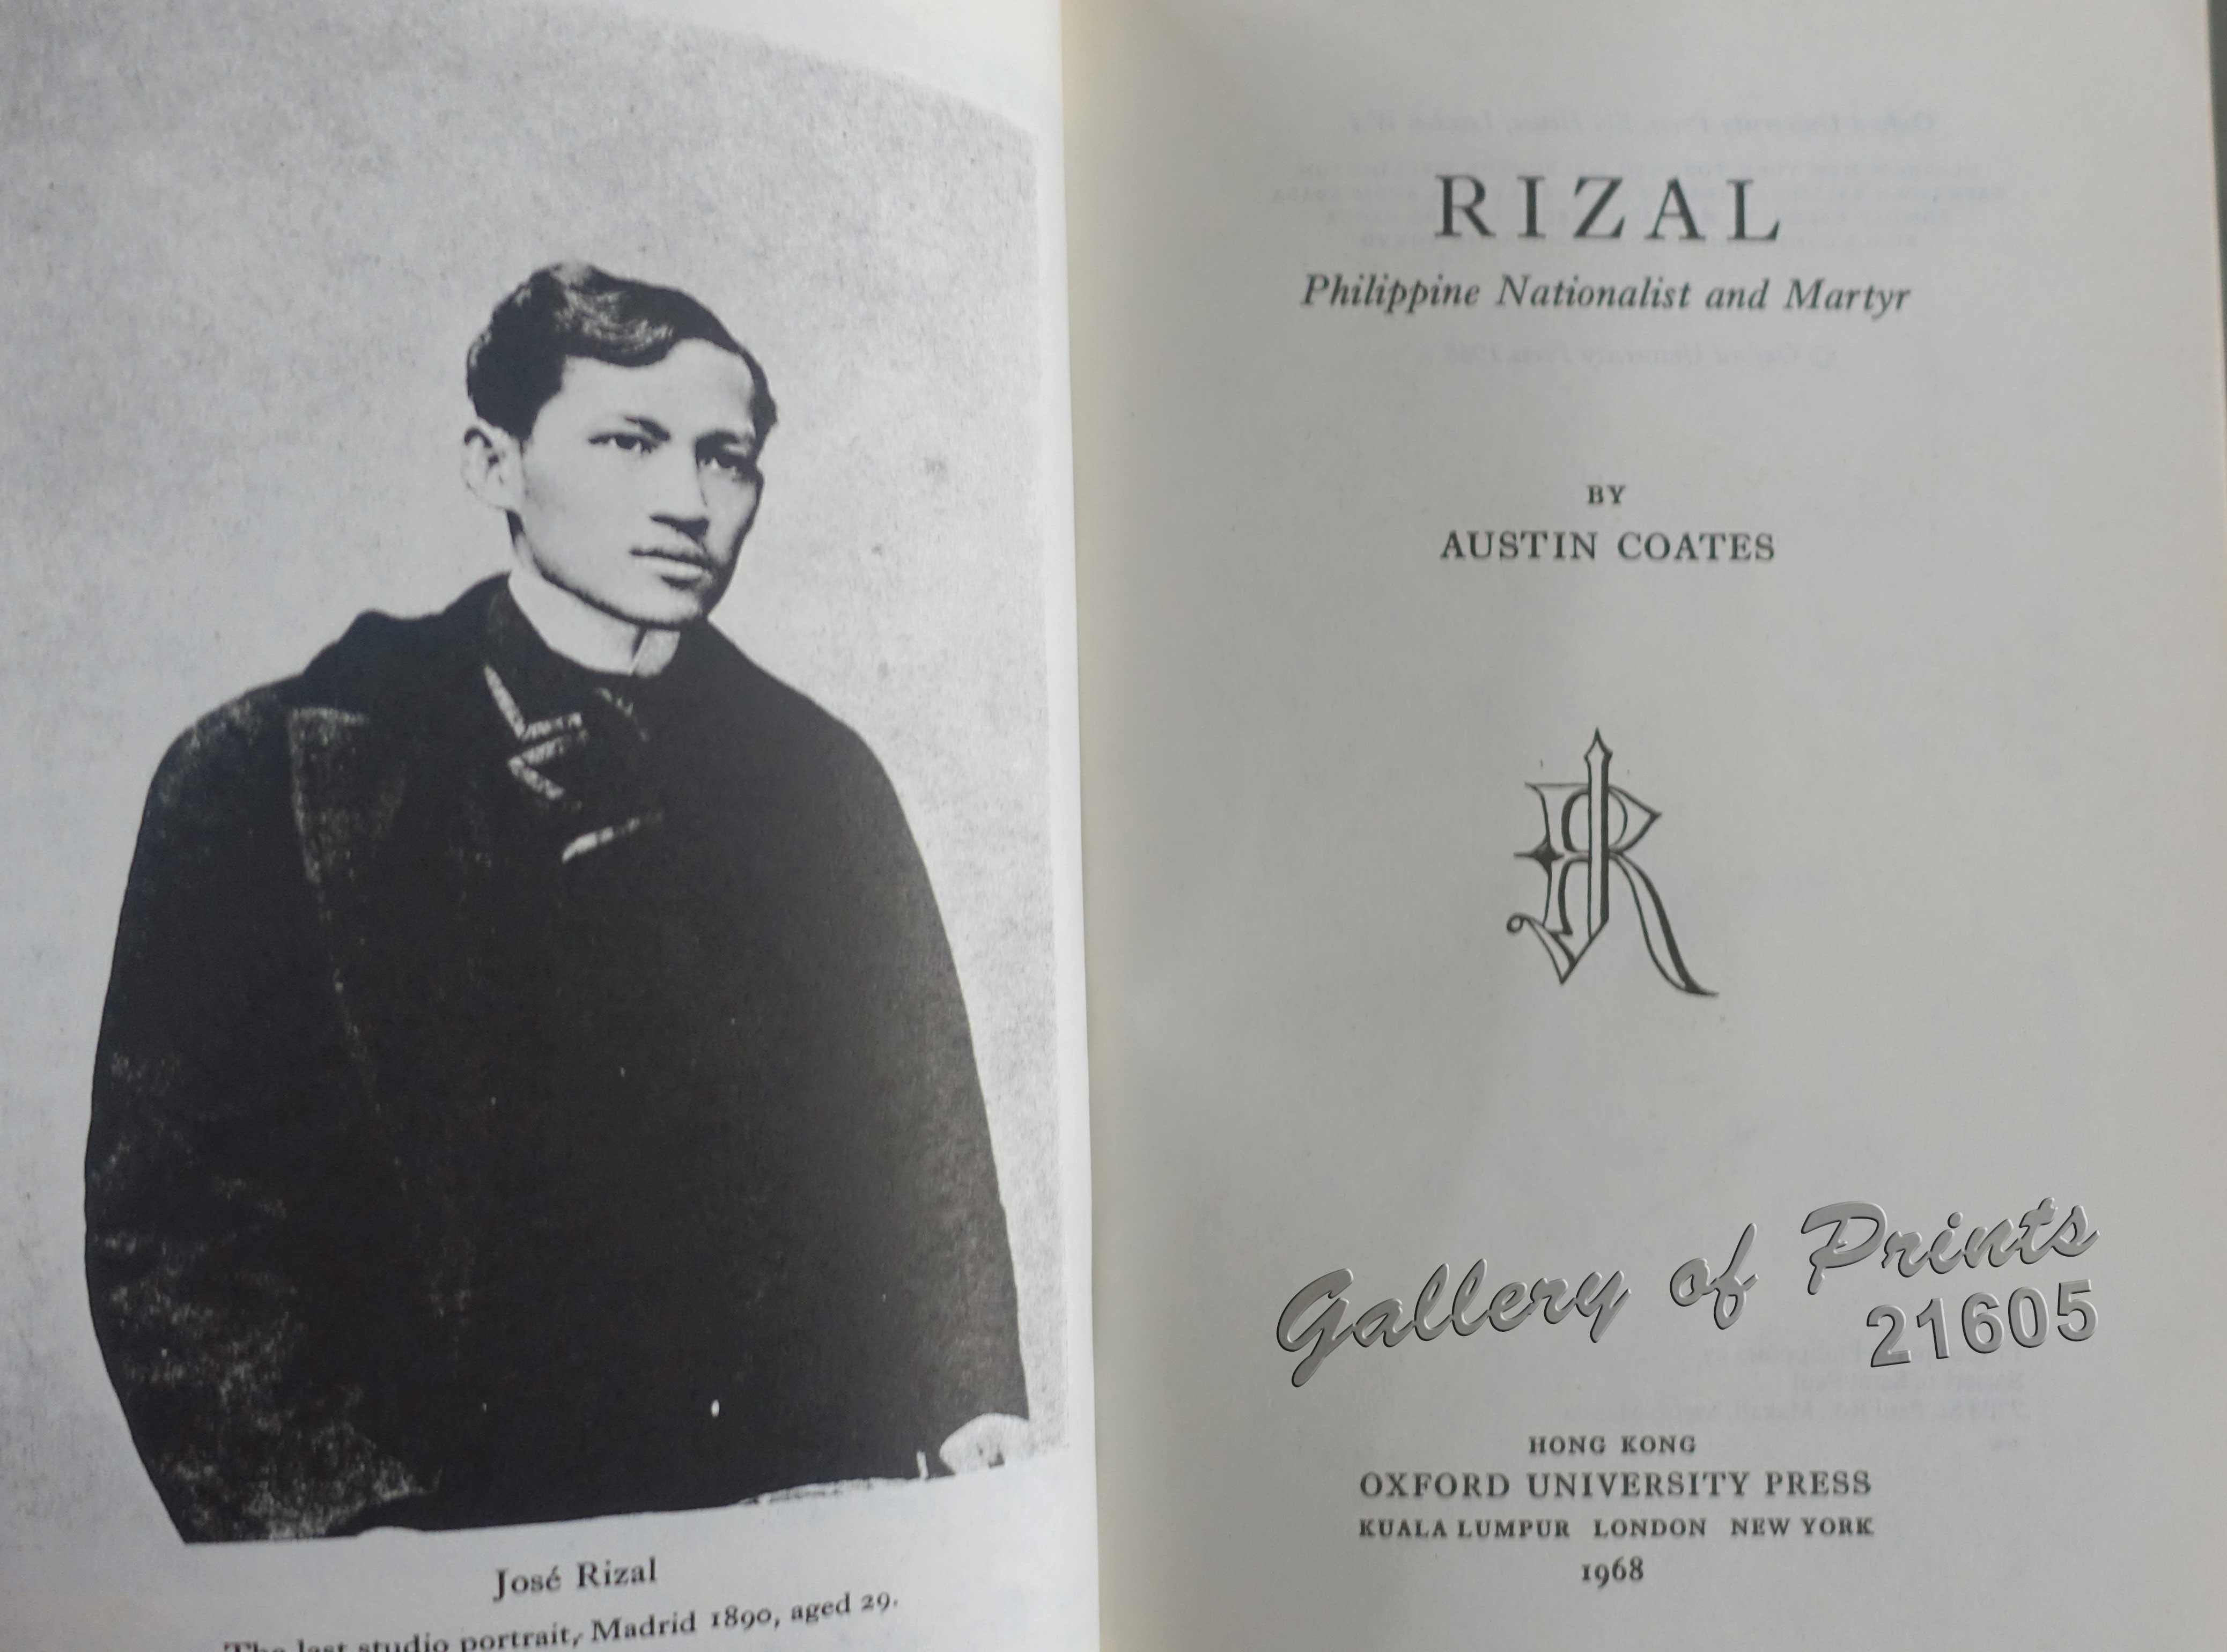 José Rizal
The last studio portrait, Madrid 1890, aged 29.
RIZAL
Philippine Nationalist and Martyr
BY
AUSTIN COATES
JR
Gallery of Prints
21605
HONG KONG
OXFORD UNIVERSITY PRESS
KUALA LUMPUR LONDON NEW YORK
1968